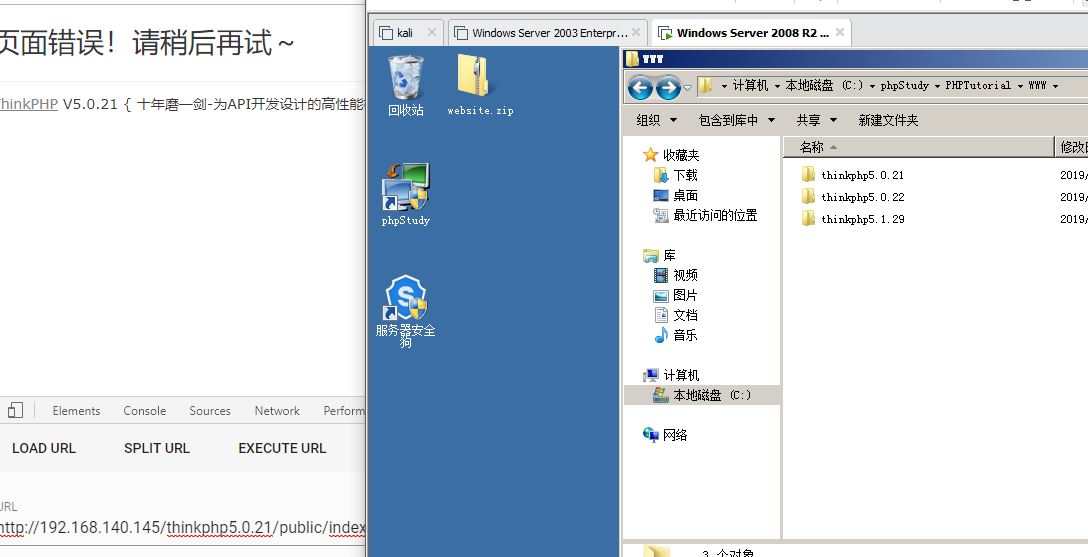 页面错误！请稍后再试～
ThinkPHP V5.0.21 { 十年磨一剑-为API开发设计的高性能
Elements Console Sources Network Perform
LOAD URL SPLIT URL EXECUTE URL
URL
http://192.168.140.145/thinkphp5.0.21/public/index
kali Windows Server 2003 Enterpr... Windows Server 2008 R2 ...
回收站
website.zip
phpStudy
服务器安全狗
WWW
计算机 本地磁盘 (C:) phpStudy PHPTutorial WWW
组织 包含到库中 共享 新建文件夹
收藏夹
下载
桌面
最近访问的位置
库
视频
图片
文档
音乐
计算机
本地磁盘 (C:)
网络
名称
thinkphp5.0.21 2019/
thinkphp5.0.22 2019/
thinkphp5.1.29 2019/
3 个对象